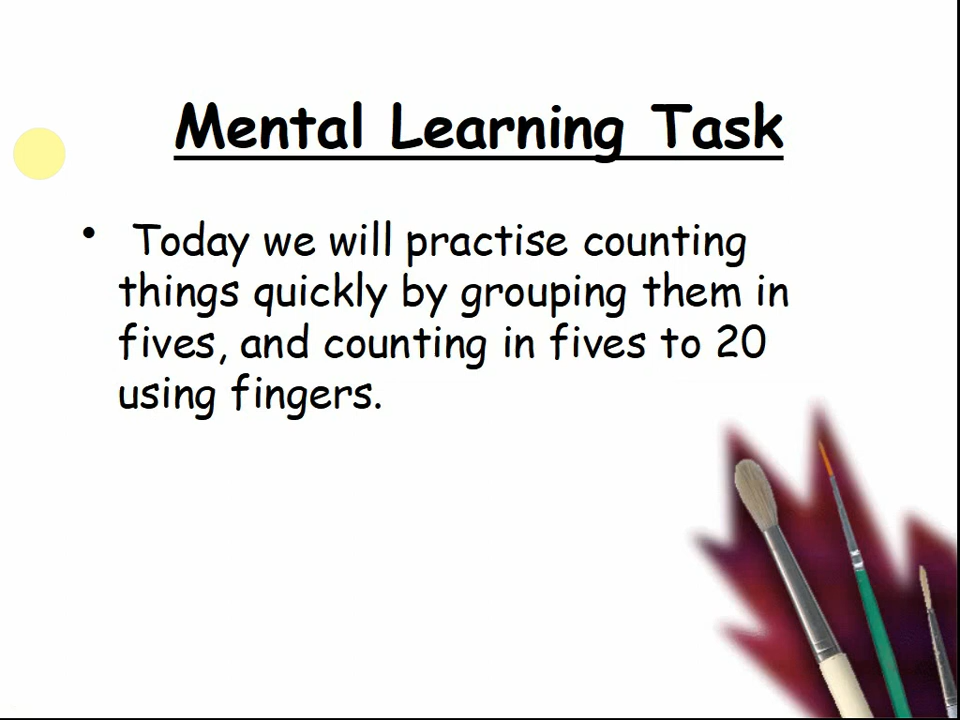 Mental Learning Task
• Today we will practise counting
things quickly by grouping them in
fives, and counting in fives to 20
using fingers.